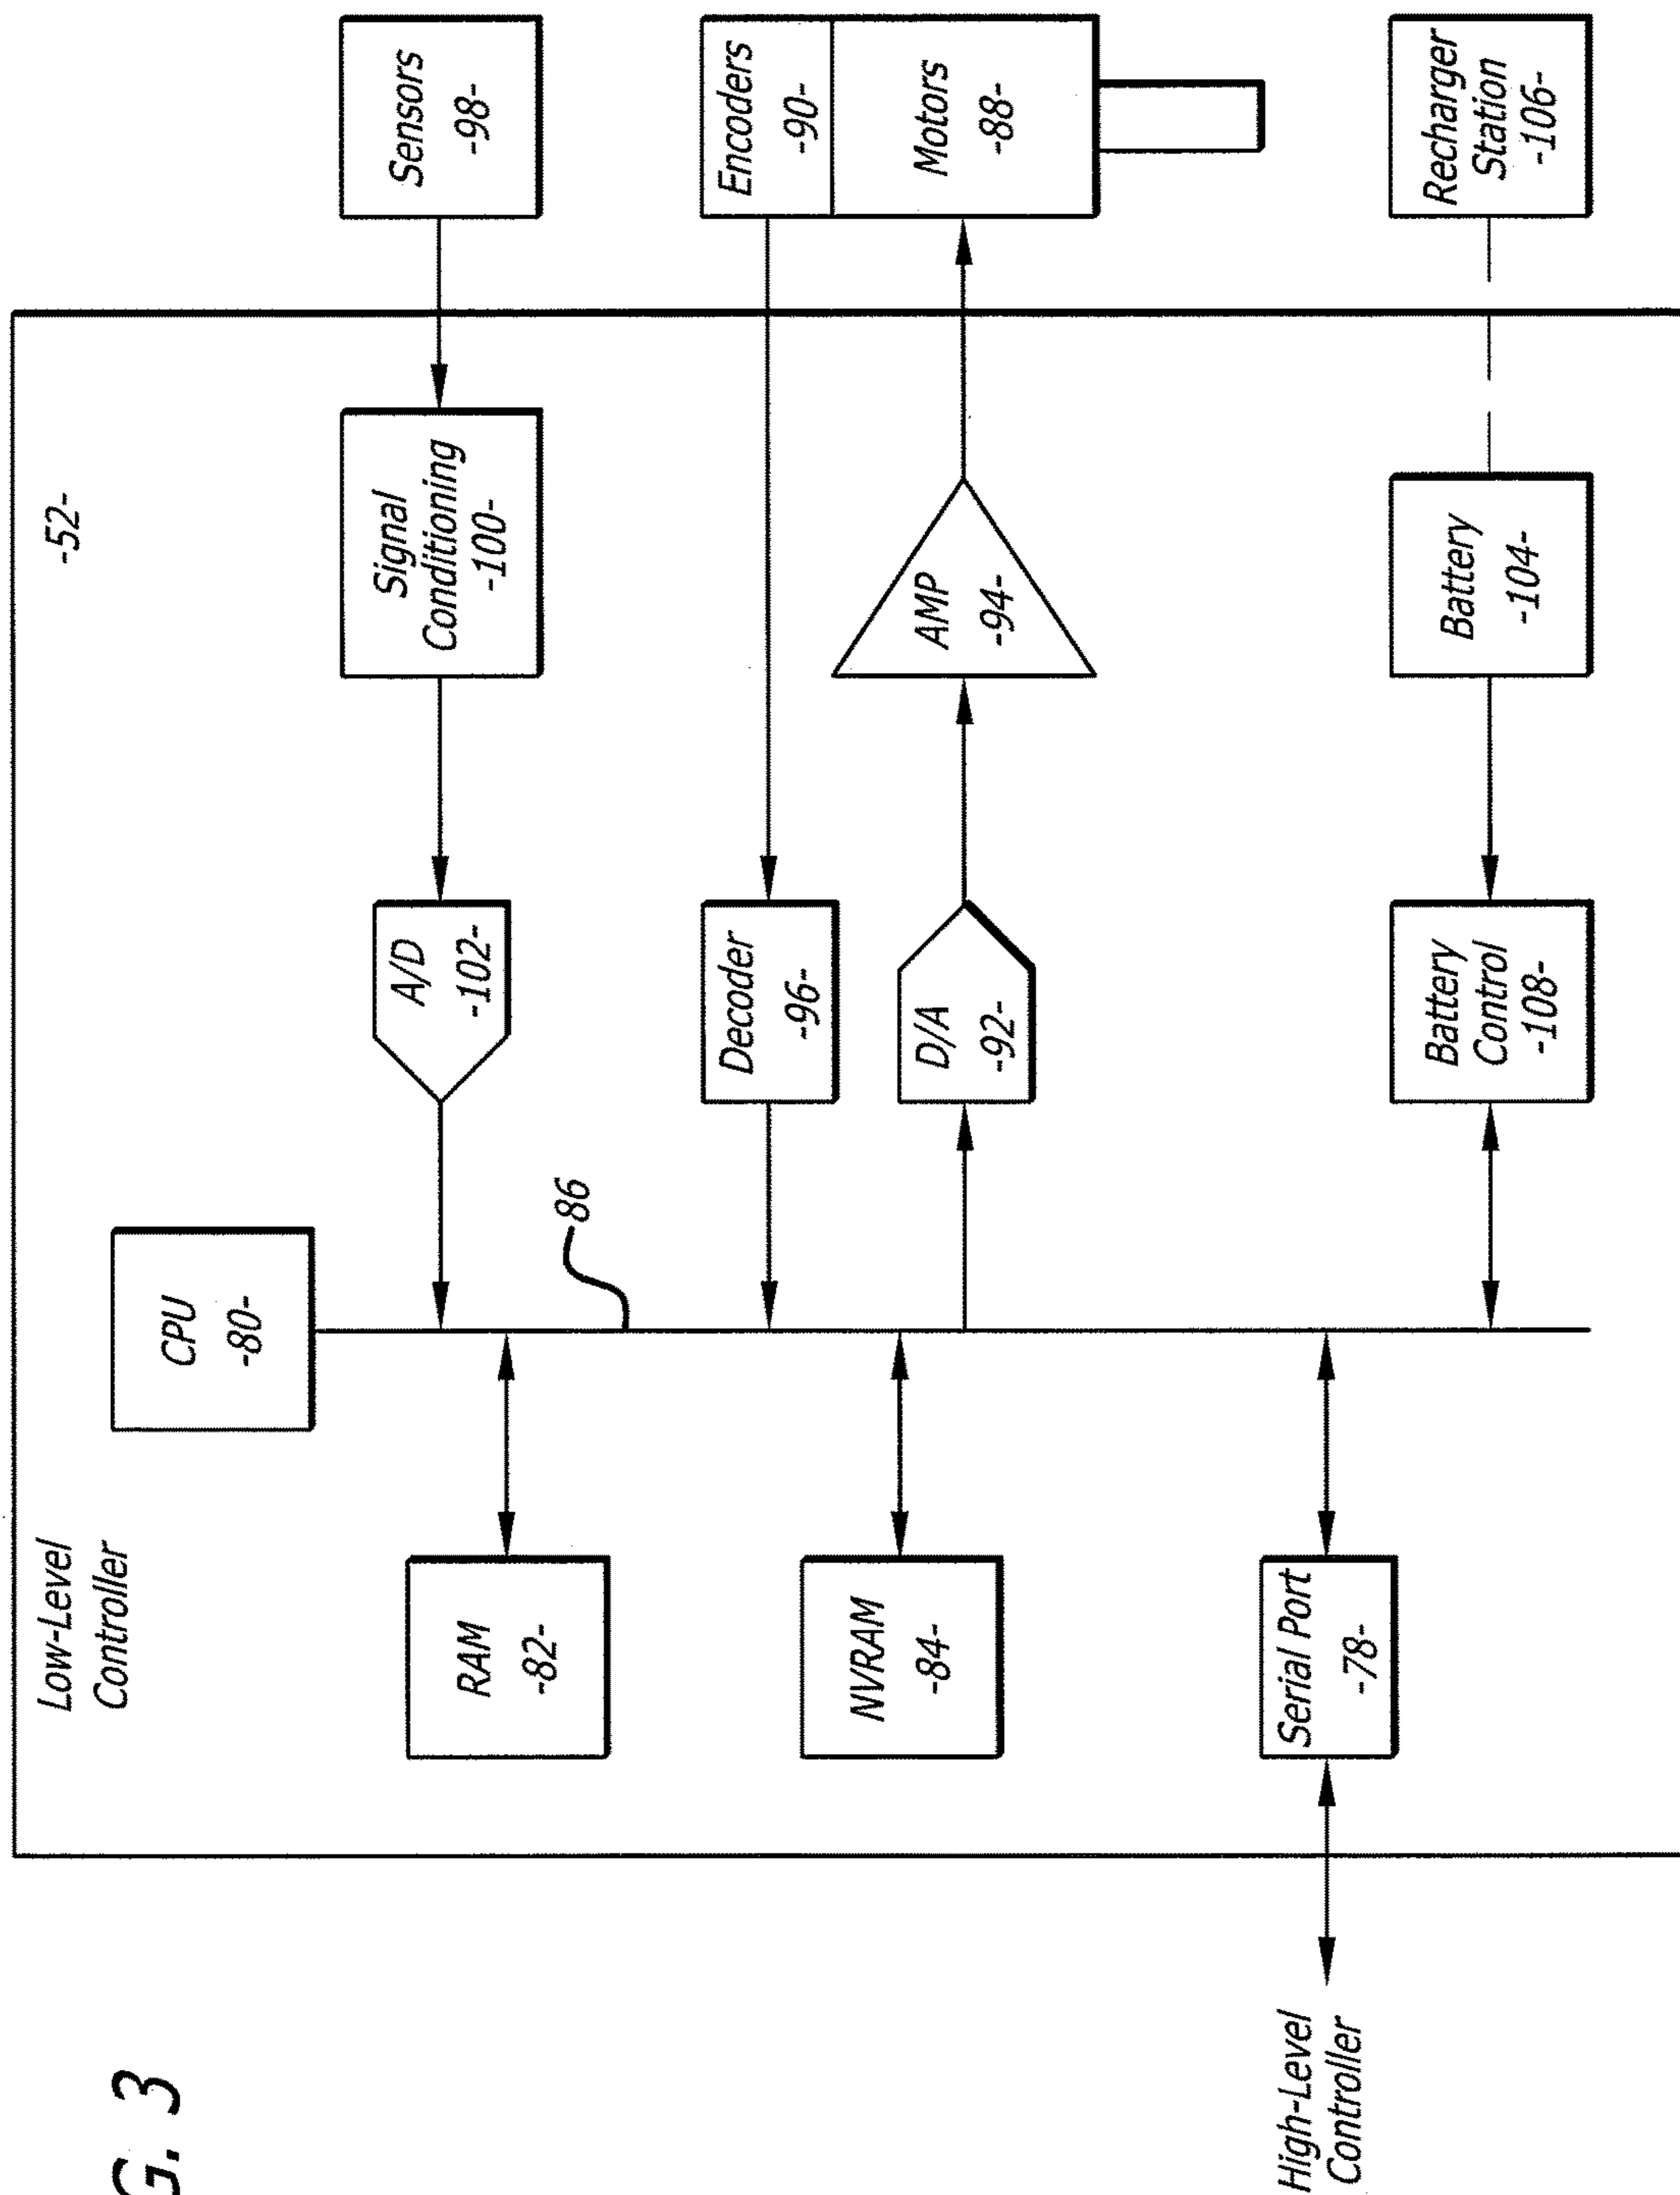 G. 3
Low-Level
Controller
-52-
CPU
-80-
Sensors
-98-
Signal
Conditioning
-100-
A/D
-102-
RAM
-82-
86
Encoders
-90-
Decoder
-96-
NVRAM
-84-
D/A
-92-
AMP
-94-
Motors
-88-
High-Level
Controller
Serial Port
-78-
Battery
Control
-108-
Battery
-104-
Recharger
Station
-106-